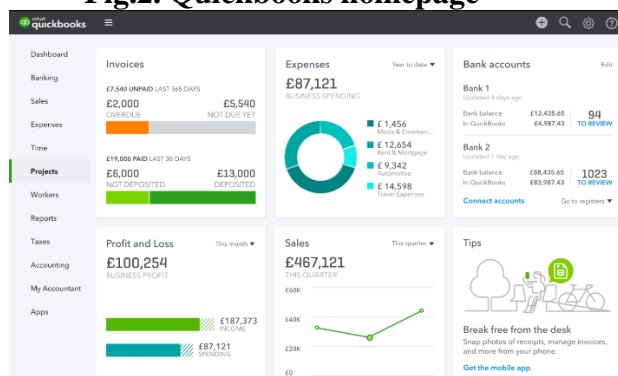 Fig.2. Quickbooks homepage
intuit
quickbooks
Dashboard
Banking
Sales
Expenses
Time
Projects
Workers
Reports
Taxes
Accounting
My Accountant
Apps
Invoices
£7,540 UNPAID LAST 365 DAYS
£2,000 £5,540
OVERDUE NOT DUE YET
£19,000 PAID LAST 30 DAYS
£6,000 £13,000
NOT DEPOSITED DEPOSITED
Expenses Year to date
£87,121
BUSINESS SPENDING
£ 1,456
Meals & Entertain...
£ 12,654
Rent & Mortgage
£ 9,342
Automotive
£ 14,598
Travel Expenses
Bank accounts Edit
Bank 1
Updated 4 days ago
Bank balance £12,435.65 94
In QuickBooks £4,987.43 TO REVIEW
Bank 2
Updated 1 day ago
Bank balance £88,435.65 1023
In QuickBooks £83,987.43 TO REVIEW
Connect accounts Go to registers
Profit and Loss This month
£100,254
BUSINESS PROFIT
£187,373
INCOME
£87,121
SPENDING
Sales This quarter
£467,121
THIS QUARTER
£60K
£40K
£20K
£0
Tips
Break free from the desk
Snap photos of receipts, manage invoices,
and more from your phone.
Get the mobile app